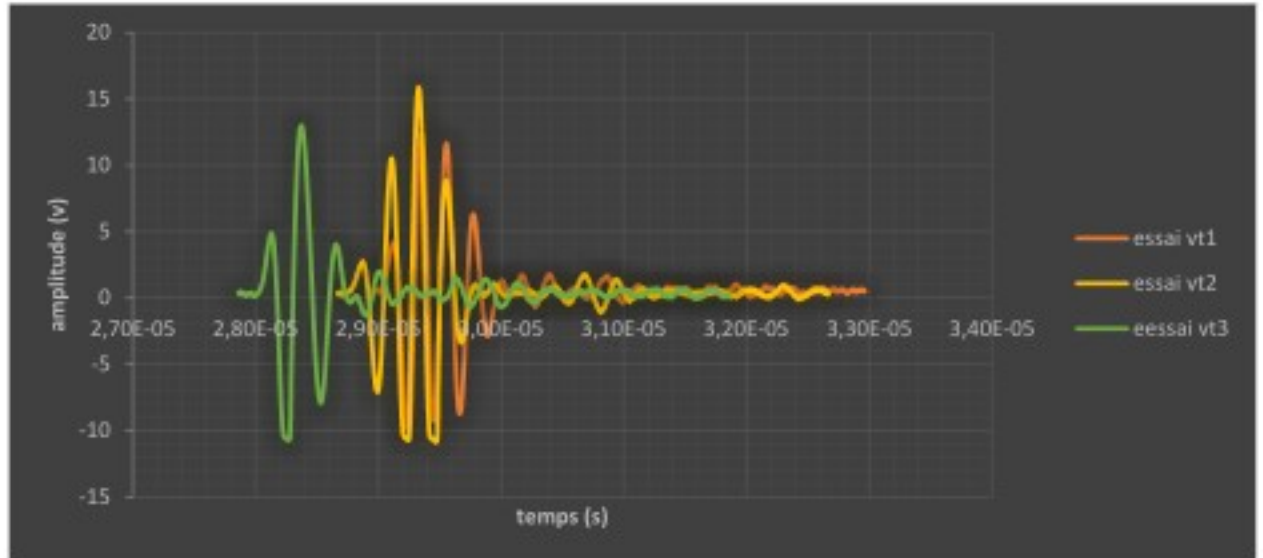 20
15
10
5
0
-5
-10
-15
2,70E-05 2,80E-05 2,90E-05 3,00E-05 3,10E-05 3,20E-05 3,30E-05 3,40E-05
amplitude (v)
temps (s)
essai vt1
essai vt2
eessai vt3